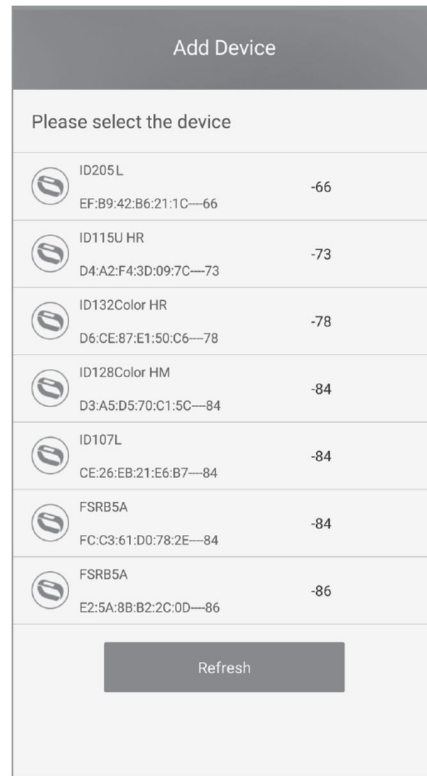 Add Device
Please select the device
ID205L
-66
EF:B9:42:B6:21:1C----66
ID115U HR
-73
D4:A2:F4:3D:09:7C----73
ID132Color HR
-78
D6:CE:87:E1:50:C6----78
ID128Color HM
-84
D3:A5:D5:70:C1:5C----84
ID107L
-84
CE:26:EB:21:E6:B7----84
FSRB5A
-84
FC:C3:61:D0:78:2E----84
FSRB5A
-86
E2:5A:8B:B2:2C:0D----86
Refresh